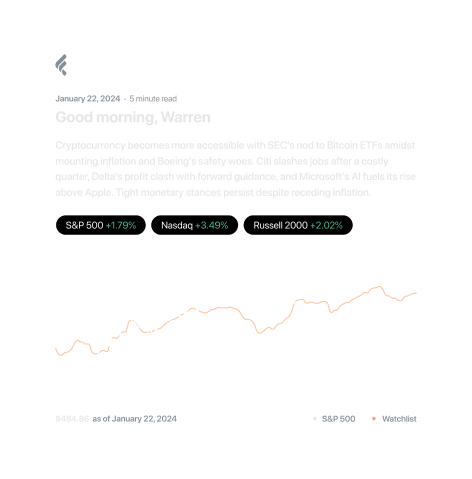 January 22, 2024 • 5 minute read
Good morning, Warren
Cryptocurrency becomes more accessible with SEC's nod to Bitcoin ETFs amidst
mounting inflation and Boeing's safety woes. Citi slashes jobs after a costly
quarter, Delta's profit clash with forward guidance, and Microsoft's AI fuels its rise
above Apple. Tight monetary stances persist despite receding inflation.
S&P 500 +1.79% Nasdaq +3.49% Russell 2000 +2.02%
as of January 22, 2024 S&P 500 Watchlist